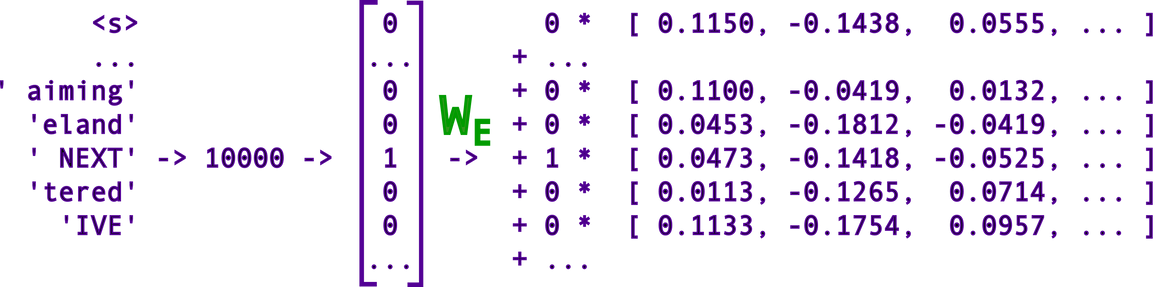 <s> 0 0 * [ 0.1150, -0.1438, 0.0555, ... ]
... ... + ...
' aiming' 0 + 0 * [ 0.1100, -0.0419, 0.0132, ... ]
'eland' 0 W_E + 0 * [ 0.0453, -0.1812, -0.0419, ... ]
' NEXT' -> 10000 -> 1 -> + 1 * [ 0.0473, -0.1418, -0.0525, ... ]
'tered' 0 + 0 * [ 0.0113, -0.1265, 0.0714, ... ]
'IVE' 0 + 0 * [ 0.1133, -0.1754, 0.0957, ... ]
... + ...